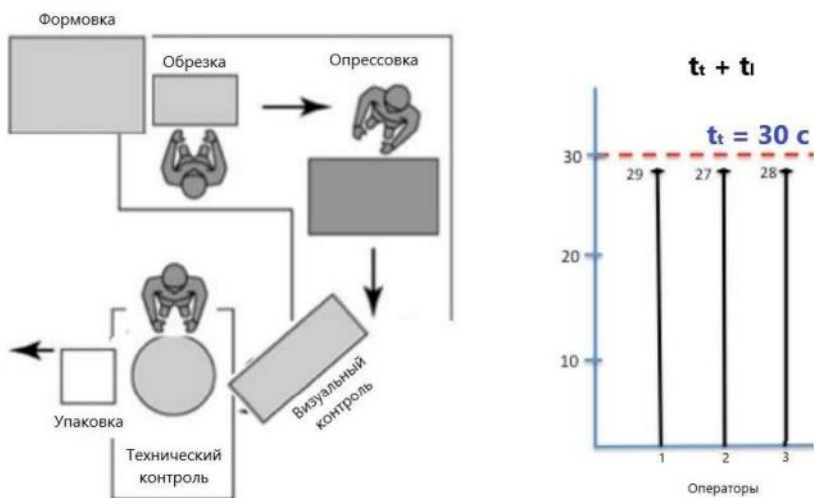 Формовка
Обрезка
Опрессовка
Визуальный
контроль
Упаковка
Технический
контроль
tₜ + tₗ
tₜ = 30 с
30
20
10
29
27
28
1
2
3
Операторы